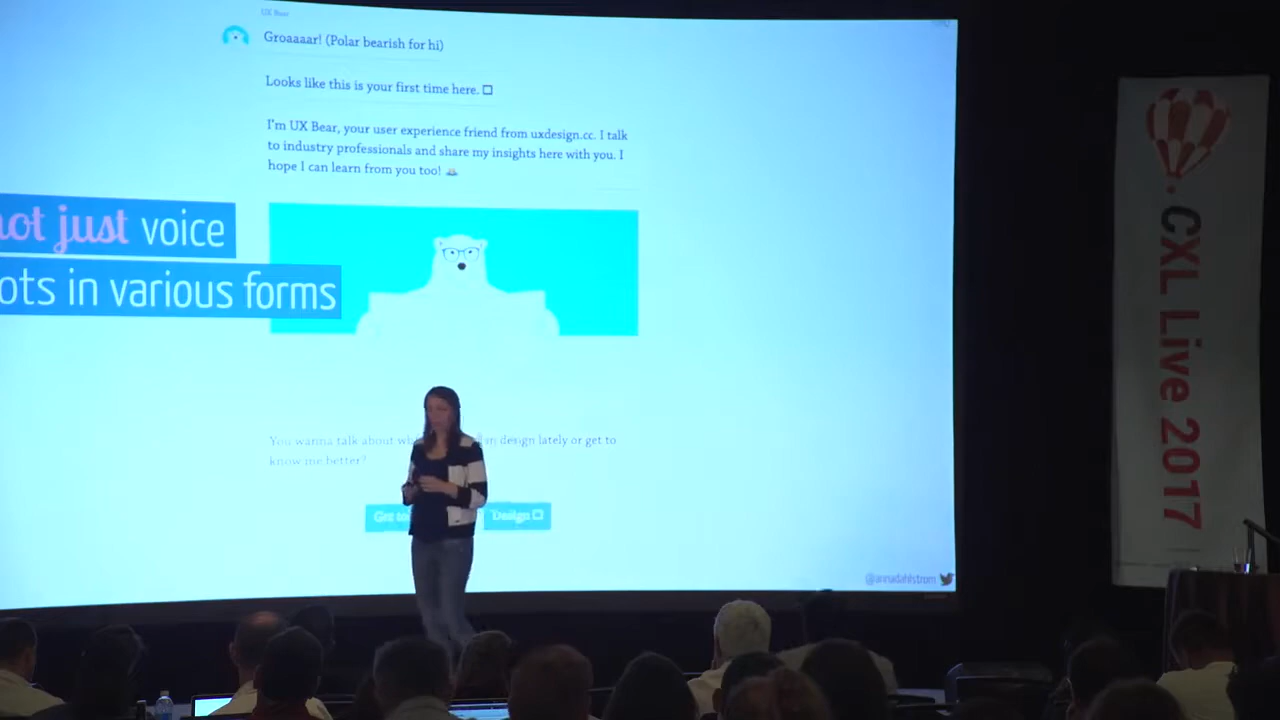 UX Bear
Groaaaar! (Polar bearish for hi)
Looks like this is your first time here.
I'm UX Bear, your user experience friend from uxdesign.cc. I talk
to industry professionals and share my insights here with you. I
hope I can learn from you too!
not just voice
ots in various forms
You wanna talk about in design lately or get to
know me better?
Get to
Design
@annadahlstrom
CXL Live 2017